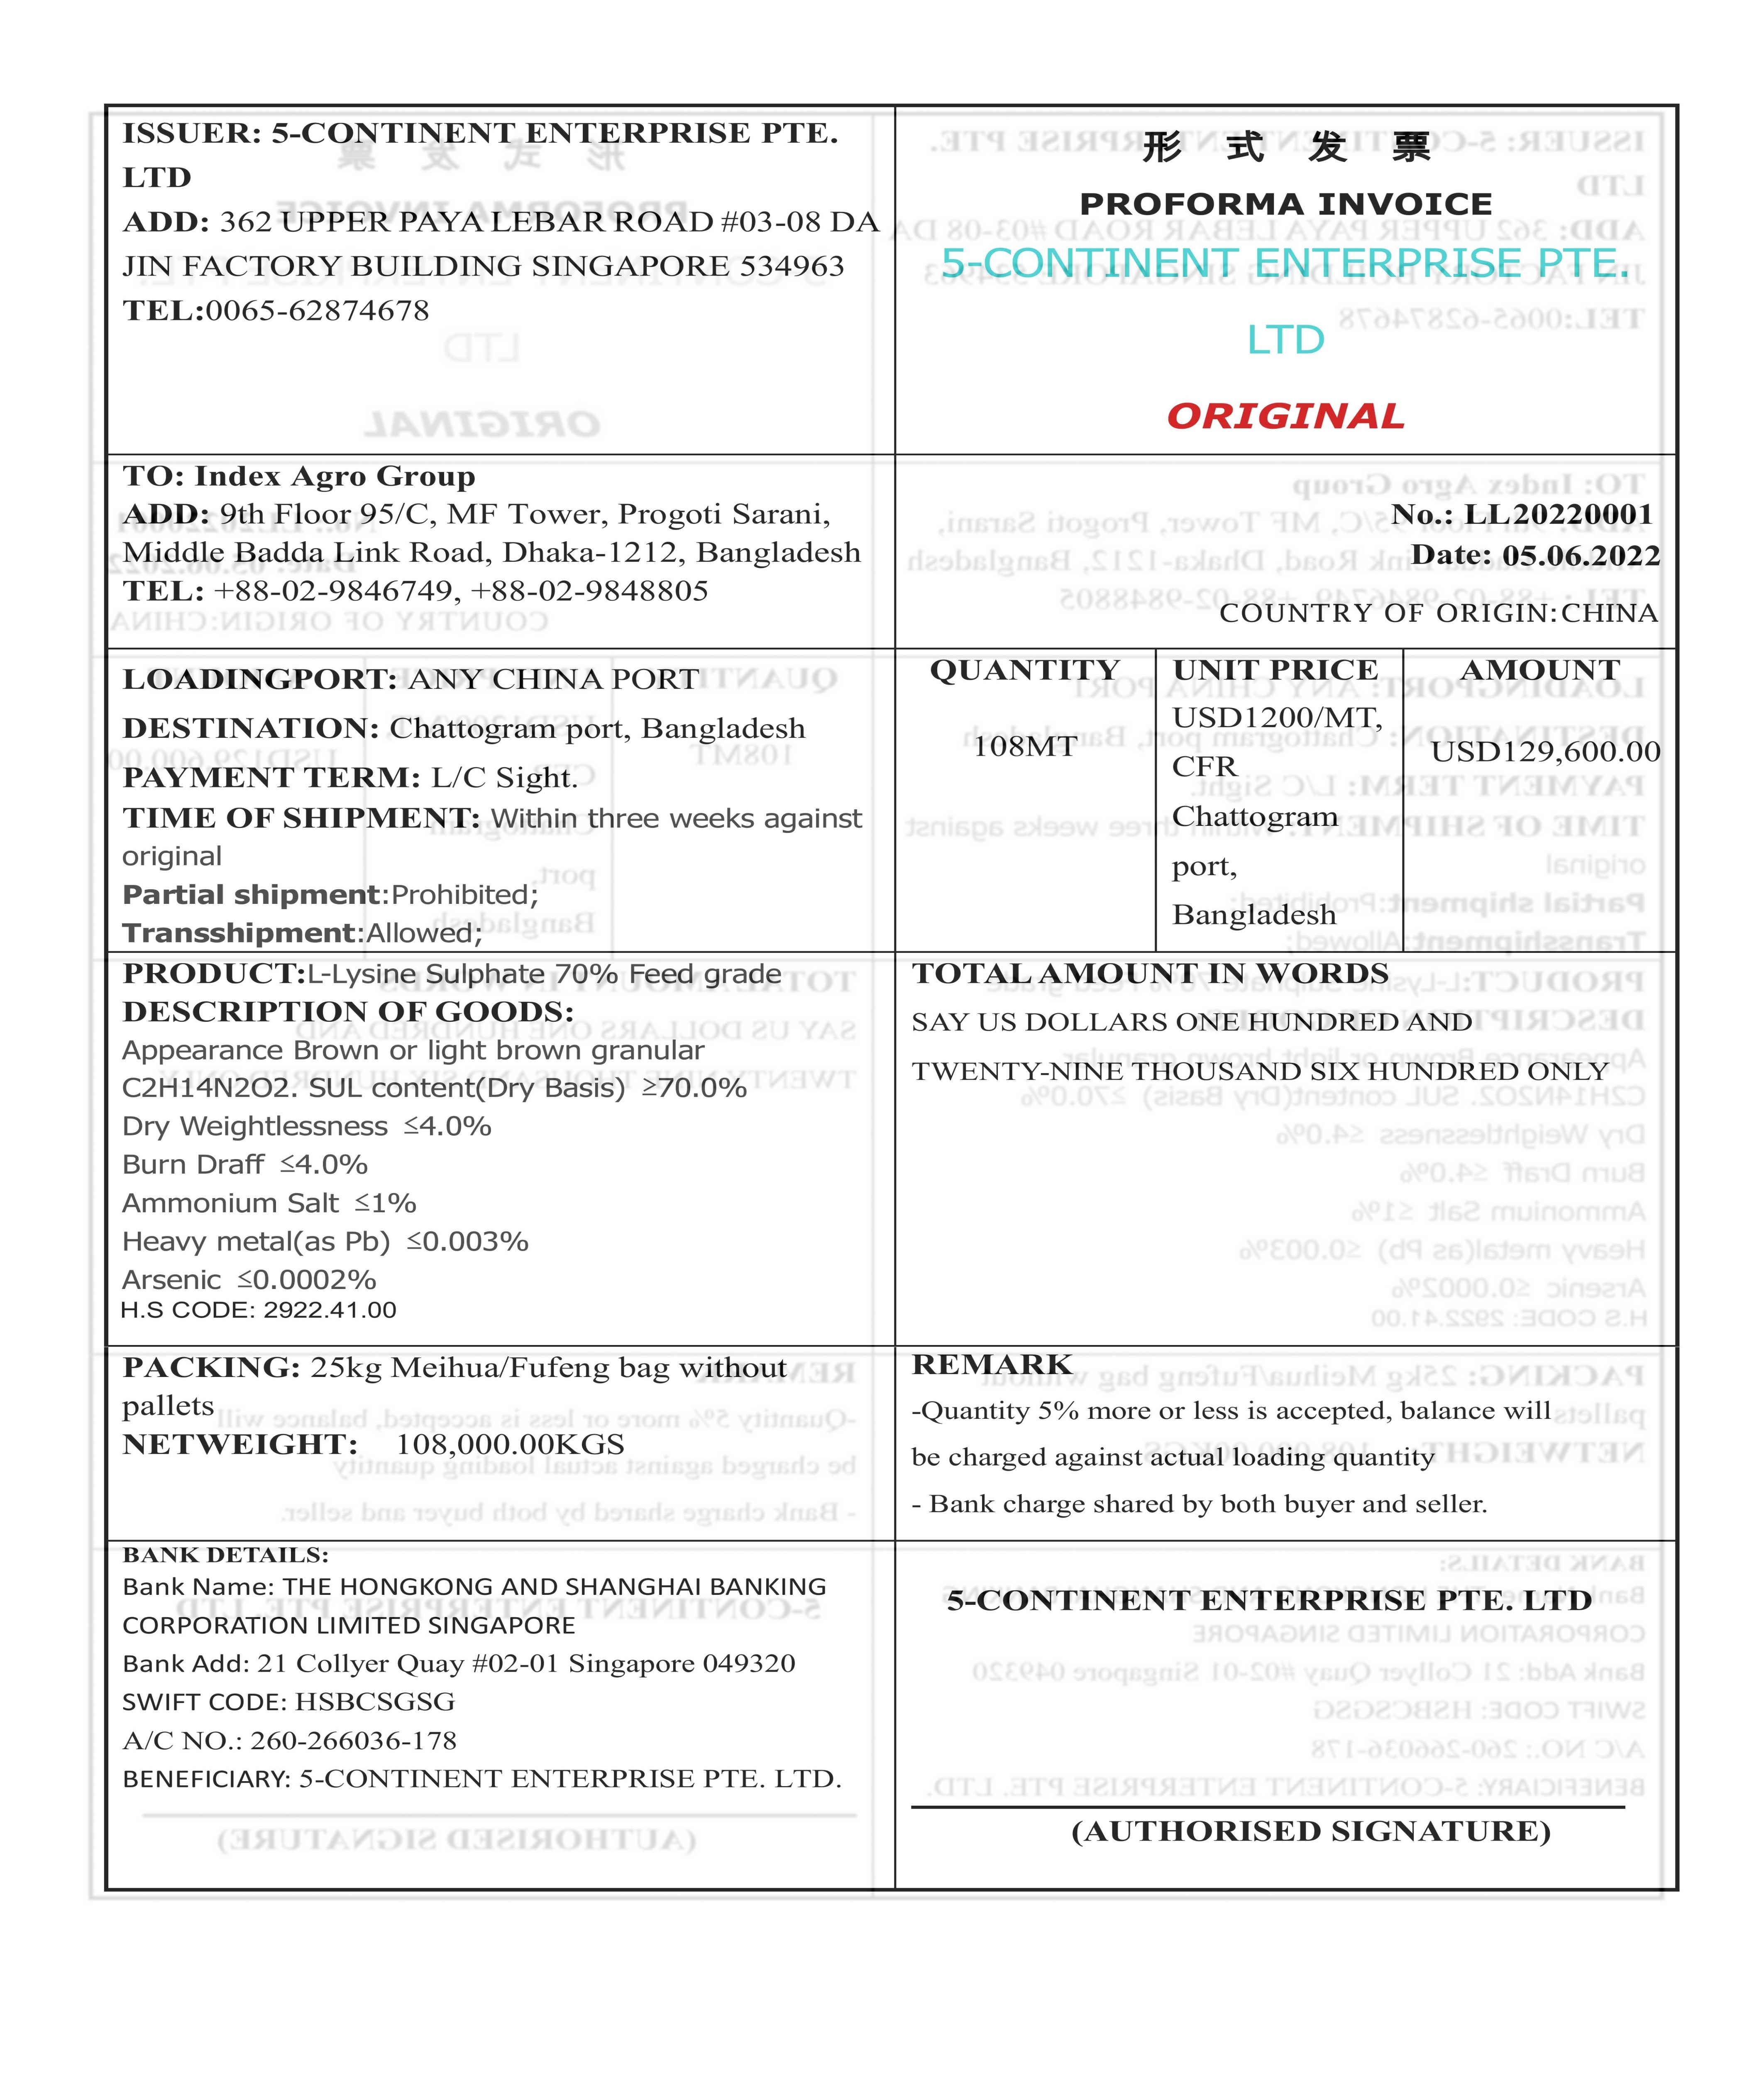 ISSUER: 5-CONTINENT ENTERPRISE PTE.
LTD
ADD: 362 UPPER PAYA LEBAR ROAD #03-08 DA
JIN FACTORY BUILDING SINGAPORE 534963
TEL:0065-62874678
形 式 发 票
PROFORMA INVOICE
5-CONTINENT ENTERPRISE PTE.
LTD
ORIGINAL
TO: Index Agro Group
ADD: 9th Floor 95/C, MF Tower, Progoti Sarani,
Middle Badda Link Road, Dhaka-1212, Bangladesh
TEL: +88-02-9846749, +88-02-9848805
No.: LL20220001
Date: 05.06.2022
COUNTRY OF ORIGIN:CHINA
LOADINGPORT: ANY CHINA PORT
DESTINATION: Chattogram port, Bangladesh
PAYMENT TERM: L/C Sight.
TIME OF SHIPMENT: Within three weeks against
original
Partial shipment:Prohibited;
Transshipment:Allowed;
QUANTITY
108MT
UNIT PRICE
USD1200/MT,
CFR
Chattogram
port,
Bangladesh
AMOUNT
USD129,600.00
PRODUCT:L-Lysine Sulphate 70% Feed grade
DESCRIPTION OF GOODS:
Appearance Brown or light brown granular
C2H14N2O2. SUL content(Dry Basis) ≥70.0%
Dry Weightlessness ≤4.0%
Burn Draff ≤4.0%
Ammonium Salt ≤1%
Heavy metal(as Pb) ≤0.003%
Arsenic ≤0.0002%
H.S CODE: 2922.41.00
TOTAL AMOUNT IN WORDS
SAY US DOLLARS ONE HUNDRED AND
TWENTY-NINE THOUSAND SIX HUNDRED ONLY
PACKING: 25kg Meihua/Fufeng bag without
pallets
NETWEIGHT: 108,000.00KGS
REMARK
-Quantity 5% more or less is accepted, balance will
be charged against actual loading quantity
- Bank charge shared by both buyer and seller.
BANK DETAILS:
Bank Name: THE HONGKONG AND SHANGHAI BANKING
CORPORATION LIMITED SINGAPORE
Bank Add: 21 Collyer Quay #02-01 Singapore 049320
SWIFT CODE: HSBCSGSG
A/C NO.: 260-266036-178
BENEFICIARY: 5-CONTINENT ENTERPRISE PTE. LTD.
5-CONTINENT ENTERPRISE PTE. LTD
(AUTHORISED SIGNATURE)